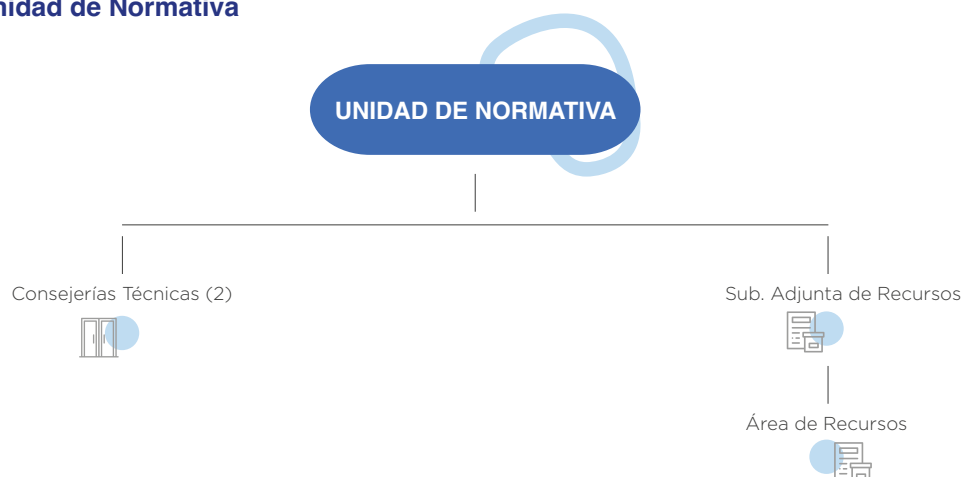 nidad de Normativa
UNIDAD DE NORMATIVA
Consejerías Técnicas (2)
Sub. Adjunta de Recursos
Área de Recursos